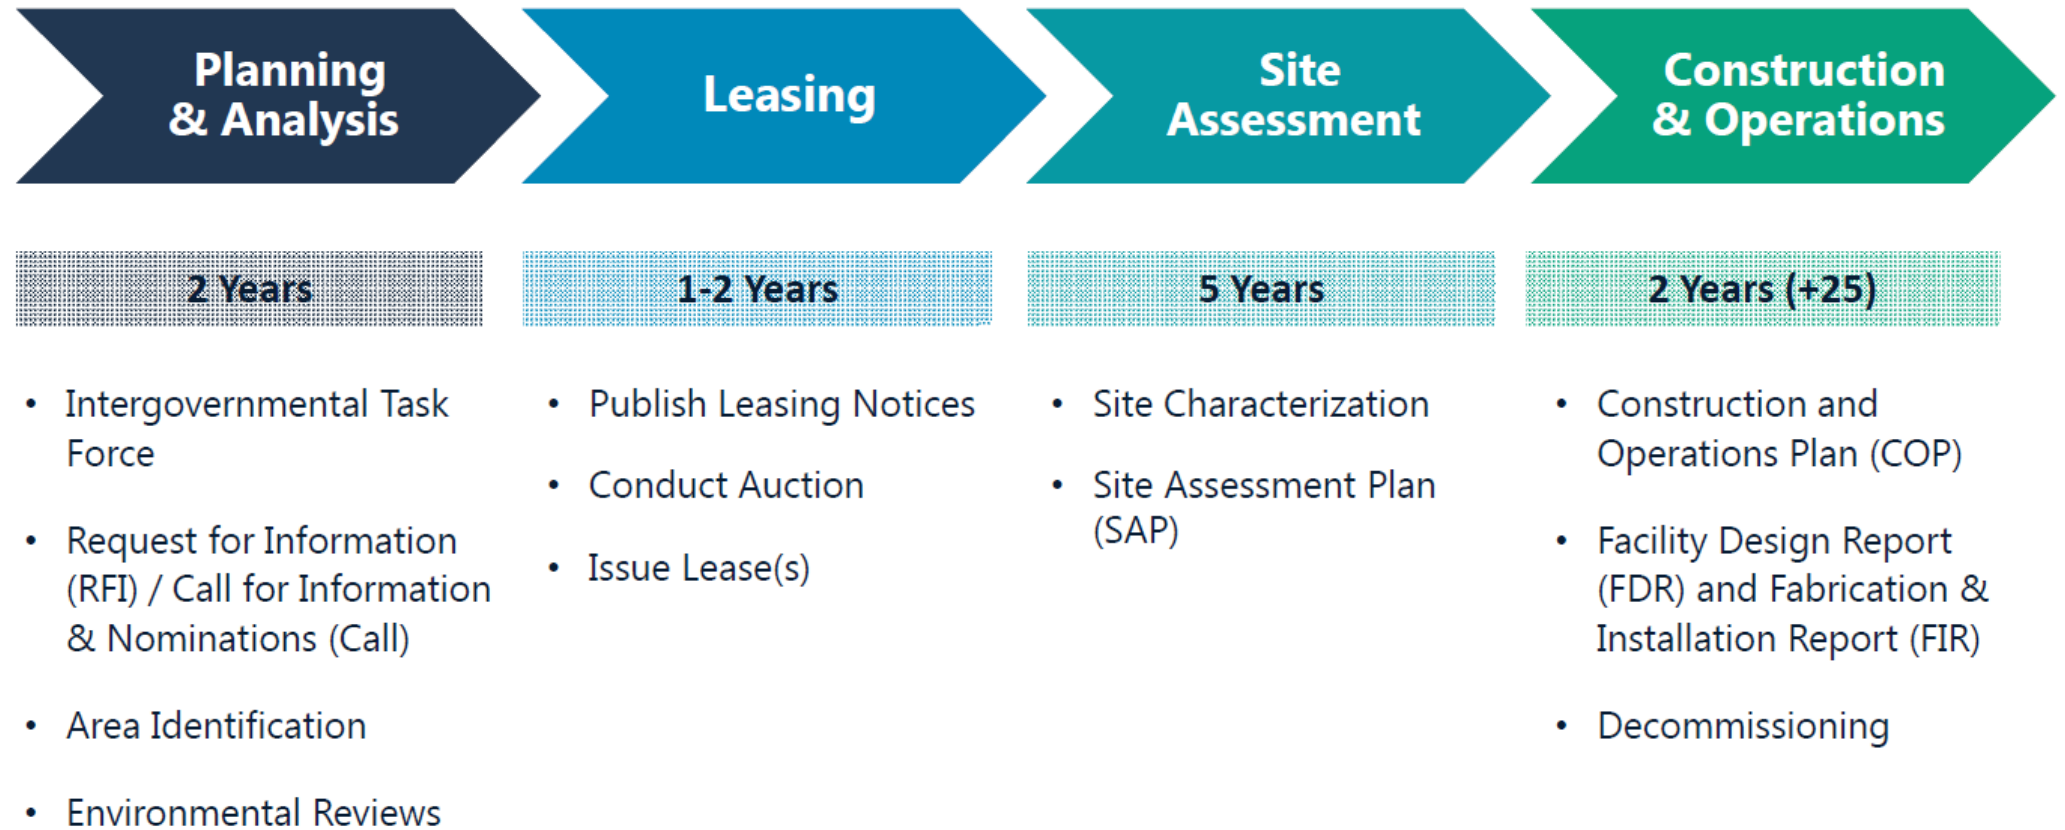 Planning
& Analysis
Leasing
Site
Assessment
Construction
& Operations
2 Years
1-2 Years
5 Years
2 Years (+25)
• Intergovernmental Task
Force
• Request for Information
(RFI) / Call for Information
& Nominations (Call)
• Area Identification
• Environmental Reviews
• Publish Leasing Notices
• Conduct Auction
• Issue Lease(s)
• Site Characterization
• Site Assessment Plan
(SAP)
• Construction and
Operations Plan (COP)
• Facility Design Report
(FDR) and Fabrication &
Installation Report (FIR)
• Decommissioning